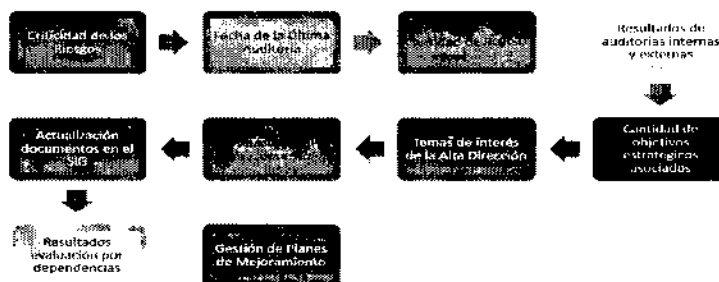 Criticidad de los
Riesgos
Fecha de la Última
Auditoría
Resultados de
auditorias internas
y externas
Actualización
documentos en el
SIG
Temas de interés
de la Alta Dirección
Cantidad de
objetivos
estratégicos
asociados
Resultados
evaluación por
dependencias
Gestión de Planes
de Mejoramiento